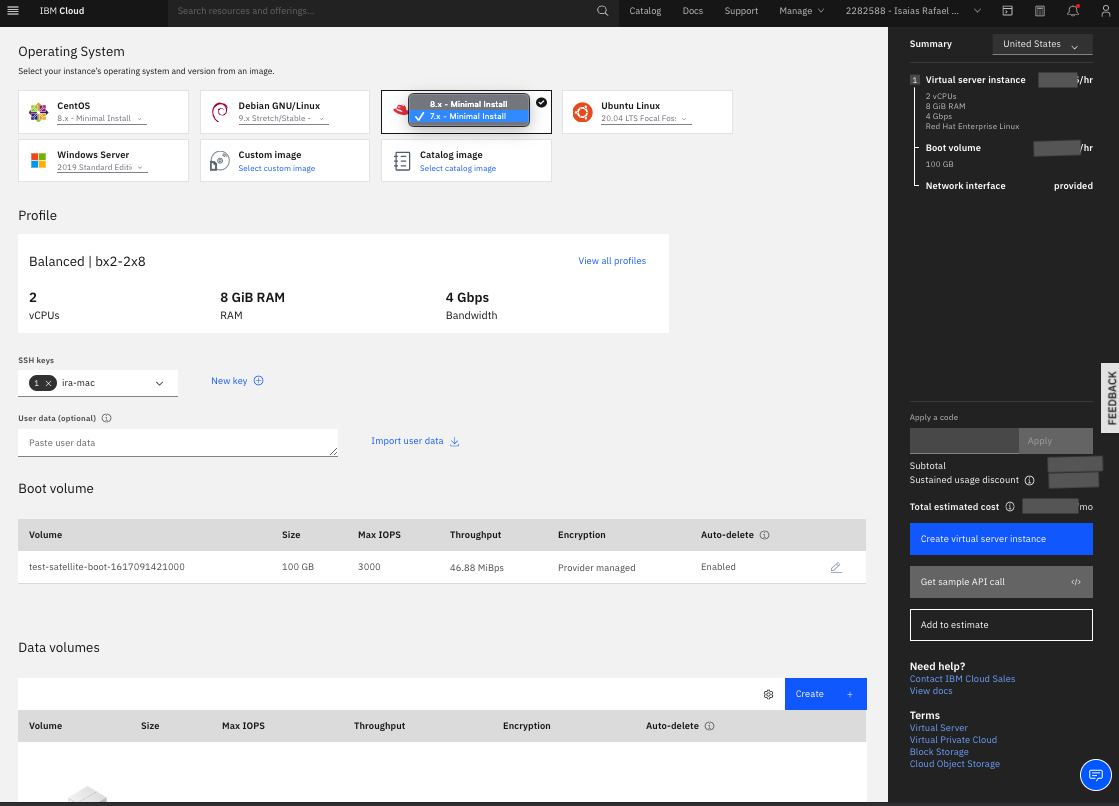 IBM Cloud
Search resources and offerings...
Catalog
Docs
Support
Manage
2282588 - Isaias Rafael ...
Operating System
Select your instance's operating system and version from an image.
CentOS
8.x - Minimal Install
Debian GNU/Linux
9.x Stretch/Stable -
8.x - Minimal Install
7.x - Minimal Install
Ubuntu Linux
20.04 LTS Focal Fos
Windows Server
2019 Standard Editi
Custom image
Select custom image
Catalog image
Select catalog image
Profile
Balanced | bx2-2x8
View all profiles
2
vCPUs
8 GiB RAM
RAM
4 Gbps
Bandwidth
SSH keys
1 × ira-mac
New key
User data (optional)
Paste user data
Import user data
Boot volume
Volume Size Max IOPS Throughput Encryption Auto-delete
test-satellite-boot-1617091421000 100 GB 3000 46.88 MiBps Provider managed Enabled
Data volumes
Create +
Volume Size Max IOPS Throughput Encryption Auto-delete
Summary
United States
1 Virtual server instance /hr
2 vCPUs
8 GiB RAM
4 Gbps
Red Hat Enterprise Linux
Boot volume /hr
100 GB
Network interface provided
FEEDBACK
Apply a code
Apply
Subtotal
Sustained usage discount
Total estimated cost /mo
Create virtual server instance
Get sample API call </>
Add to estimate
Need help?
Contact IBM Cloud Sales
View docs
Terms
Virtual Server
Virtual Private Cloud
Block Storage
Cloud Object Storage